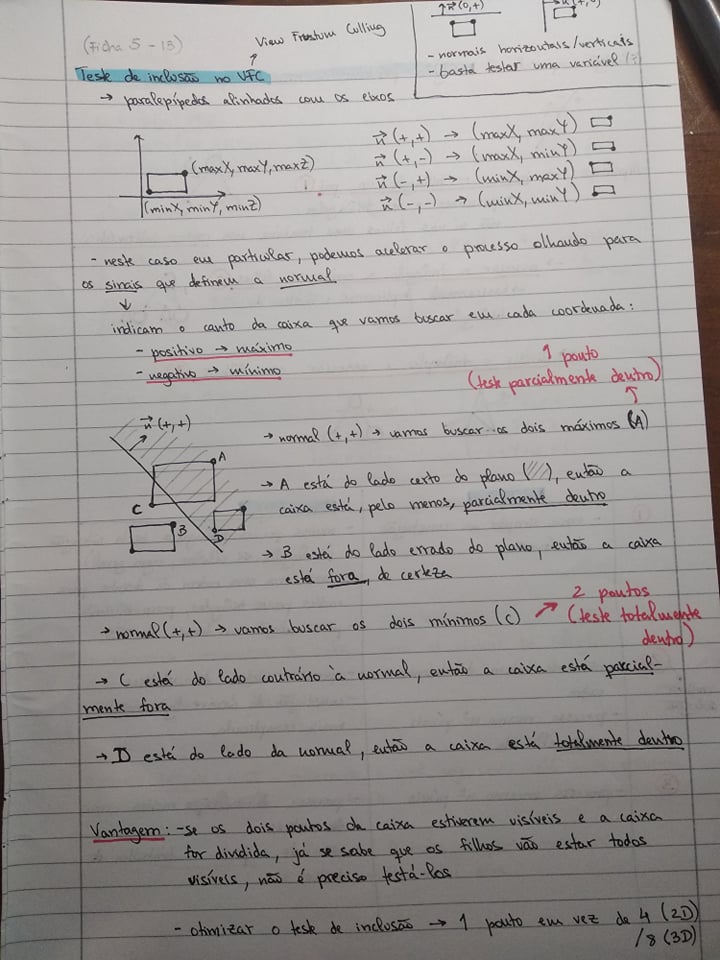 (Ficha 5 - 13)
View Frustum Culling
Teste de inclusão no VFC
→ paralepípedos alinhados com os eixos
n(0,+)
- normais horizontais/verticais
- basta testar uma variável
(maxX, maxY, maxZ)
(minX, minY, minZ)
n(+,+) → (maxX, maxY)
n(+,-) → (maxX, minY)
n(-,+) → (minX, maxY)
n(-,-) → (minX, minY)
- neste caso em particular, podemos acelerar o processo olhando para
os sinais que definem a normal
indicam o canto da caixa que vamos buscar em cada coordenada:
- positivo → máximo
- negativo → mínimo
1 ponto
(teste parcialmente dentro)
n(+,+)
A
C
B
D
→ normal (+,+) → vamos buscar os dois máximos (A)
→ A está do lado certo do plano (///), então a
caixa está, pelo menos, parcialmente dentro
→ B está do lado errado do plano, então a caixa
está fora, de certeza
→ normal (+,+) → vamos buscar os dois mínimos (C)
2 pontos
(teste totalmente
dentro)
→ C está do lado contrário à normal, então a caixa está parcial-
mente fora
→ D está do lado da normal, então a caixa está totalmente dentro
Vantagem: - se os dois pontos da caixa estiverem visíveis e a caixa
for dividida, já se sabe que os filhos vão estar todos
visíveis, não é preciso testá-los
- otimizar o teste de inclusão → 1 ponto em vez de 4 (2D)
/8 (3D)